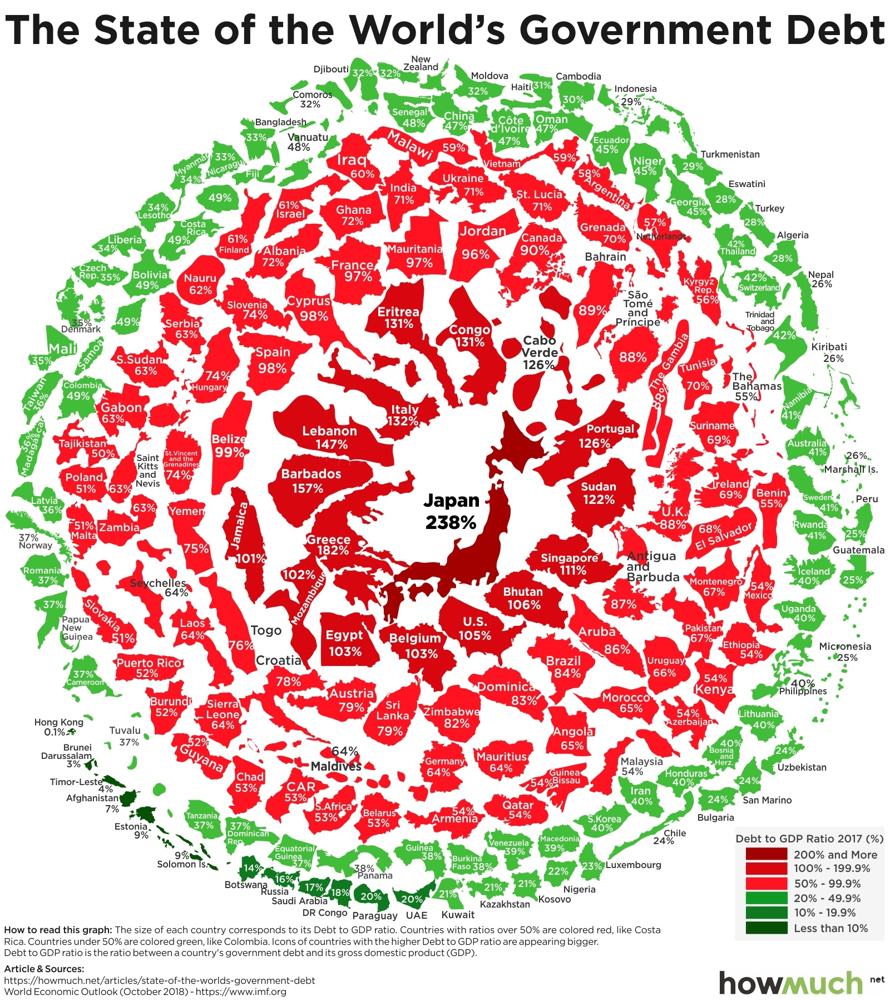 The State of the World's Government Debt
Djibouti
32%
32%
New
Zealand
Moldova
32%
Haiti
31%
Cambodia
30%
Indonesia
29%
Comoros
32%
Senegal
48%
China
47%
Côte
d'Ivoire
47%
Oman
47%
Bangladesh
33%
Vanuatu
48%
Malawi
59%
Vietnam
59%
Ecuador
45%
Niger
45%
Turkmenistan
29%
Myanmar
34%
33%
Nicaragua
Fiji
49%
Iraq
60%
India
71%
Ukraine
71%
St. Lucia
71%
58%
Argentina
Georgia
45%
Eswatini
28%
Turkey
28%
34%
Lesotho
61%
Israel
Ghana
72%
Jordan
96%
Canada
90%
Grenada
70%
57%
Netherlands
42%
Thailand
Algeria
28%
Costa
Rica
49%
61%
Finland
Albania
72%
France
97%
Mauritania
97%
Bahrain
89%
Liberia
34%
Czech
Rep.
35%
Bolivia
49%
Nauru
62%
Slovenia
74%
Cyprus
98%
Eritrea
131%
Congo
131%
São
Tomé
and
Príncipe
88%
Kyrgyz
Rep.
56%
42%
Switzerland
Nepal
26%
35%
Denmark
49%
Serbia
63%
Trinidad
and
Tobago
42%
Mali
35%
Samoa
S.Sudan
63%
74%
Hungary
Spain
98%
Cabo
Verde
126%
The Gambia
88%
Tunisia
70%
The
Bahamas
55%
Kiribati
26%
Taiwan
36%
Colombia
49%
Gabon
63%
Italy
132%
Namibia
41%
36%
Madagascar
Tajikistan
50%
Saint
Kitts
and
Nevis
63%
St.Vincent
and the
Grenadines
74%
Belize
99%
Lebanon
147%
Portugal
126%
Suriname
69%
Australia
41%
26%
Marshall Is.
Poland
51%
Barbados
157%
Japan
238%
Sudan
122%
Ireland
69%
Benin
55%
Sweden
41%
Peru
25%
Latvia
36%
51%
Malta
63%
Zambia
Yemen
75%
Jamaica
101%
Greece
182%
U.K.
88%
68%
El Salvador
Rwanda
41%
37%
Norway
Singapore
111%
Antigua
and
Barbuda
87%
Guatemala
25%
Romania
37%
Seychelles
64%
102%
Mozambique
Bhutan
106%
Montenegro
67%
54%
Mexico
Iceland
40%
37%
Papua
New
Guinea
Slovakia
51%
Laos
64%
76%
Togo
Egypt
103%
Belgium
103%
U.S.
105%
Aruba
86%
Pakistan
67%
Ethiopia
54%
Uganda
40%
Micronesia
25%
Croatia
78%
37%
Cameroon
Puerto Rico
52%
Brazil
84%
Uruguay
66%
54%
Kenya
40%
Philippines
Burundi
52%
Sierra
Leone
64%
Austria
79%
Sri
Lanka
79%
Zimbabwe
82%
Dominica
83%
Morocco
65%
54%
Azerbaijan
Lithuania
40%
Hong Kong
0.1%
Tuvalu
37%
52%
Guyana
64%
Maldives
Angola
65%
40%
Bosnia
and
Herz.
24%
Uzbekistan
Brunei
Darussalam
3%
Chad
53%
CAR
53%
Germany
64%
Mauritius
64%
54%
Guinea
Bissau
Malaysia
54%
Honduras
40%
24%
San Marino
Timor-Leste
4%
Afghanistan
7%
S.Africa
53%
Belarus
53%
54%
Armenia
Qatar
54%
Iran
40%
24%
Bulgaria
Estonia
9%
Tanzania
37%
37%
Dominican
Rep.
S.Korea
40%
Chile
24%
9%
Solomon Is.
Equatorial
Guinea
37%
38%
Panama
Guinea
38%
Burkina
Faso
38%
Venezuela
39%
Macedonia
39%
23%
Luxembourg
14%
Botswana
16%
Russia
17%
Saudi Arabia
18%
DR Congo
20%
Paraguay
20%
UAE
21%
Kuwait
21%
Kazakhstan
21%
Kosovo
22%
Nigeria
Debt to GDP Ratio 2017 (%)
200% and More
100% - 199.9%
50% - 99.9%
20% - 49.9%
10% - 19.9%
Less than 10%
How to read this graph: The size of each country corresponds to its Debt to GDP ratio. Countries with ratios over 50% are colored red, like Costa
Rica. Countries under 50% are colored green, like Colombia. Icons of countries with the higher Debt to GDP ratio are appearing bigger.
Debt to GDP ratio is the ratio between a country's government debt and its gross domestic product (GDP).
Article & Sources:
https://howmuch.net/articles/state-of-the-worlds-government-debt
World Economic Outlook (October 2018) - https://www.imf.org
howmuch net